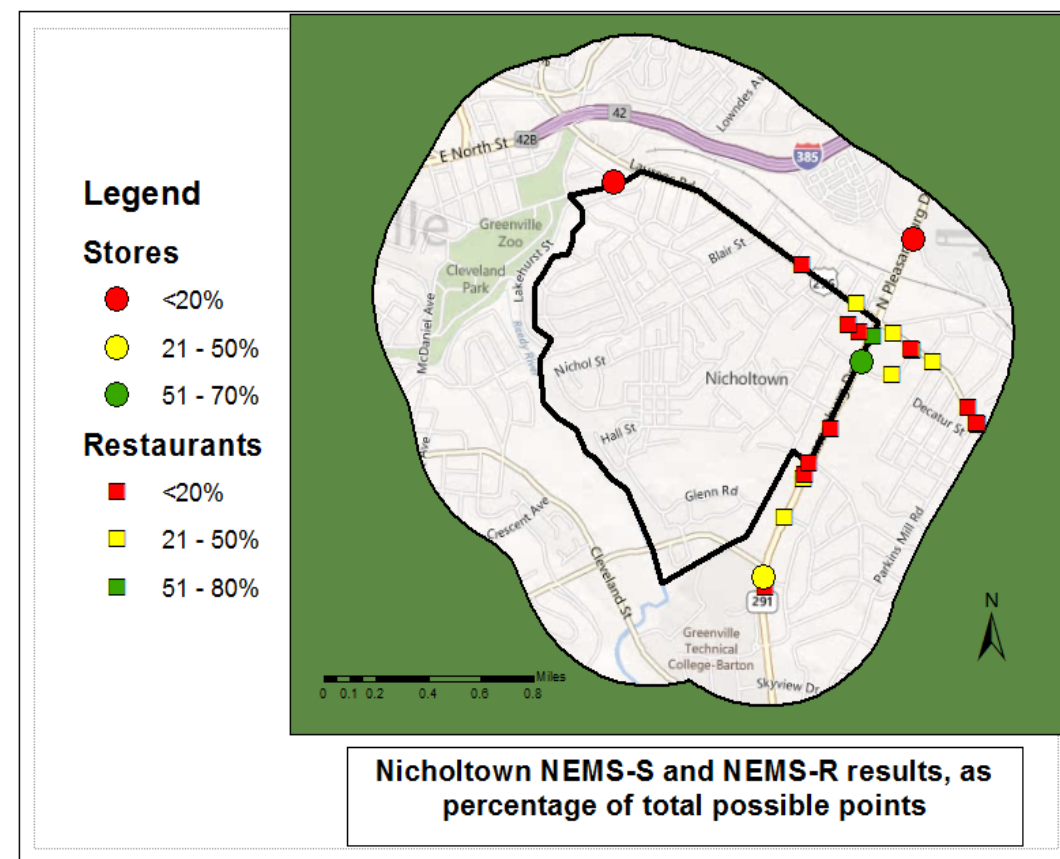 Legend
Stores
<20%
21 - 50%
51 - 70%
Restaurants
<20%
21 - 50%
51 - 80%
42
Lowndes Ave
42B
E North St
385
Greenville
Zoo
Cleveland
Park
Lakehurst St
McDaniel Ave
Reedy River
Blair St
N Pleasantburg D
Nichol St
Nicholtown
Hall St
Decatur St
Ave
Glenn Rd
Crescent Ave
Cleveland St
Parkins Mill Rd
291
Greenville
Technical
College-Barton
Skyview Dr
N
Miles
0 0.1 0.2 0.4 0.6 0.8
Nicholtown NEMS-S and NEMS-R results, as
percentage of total possible points